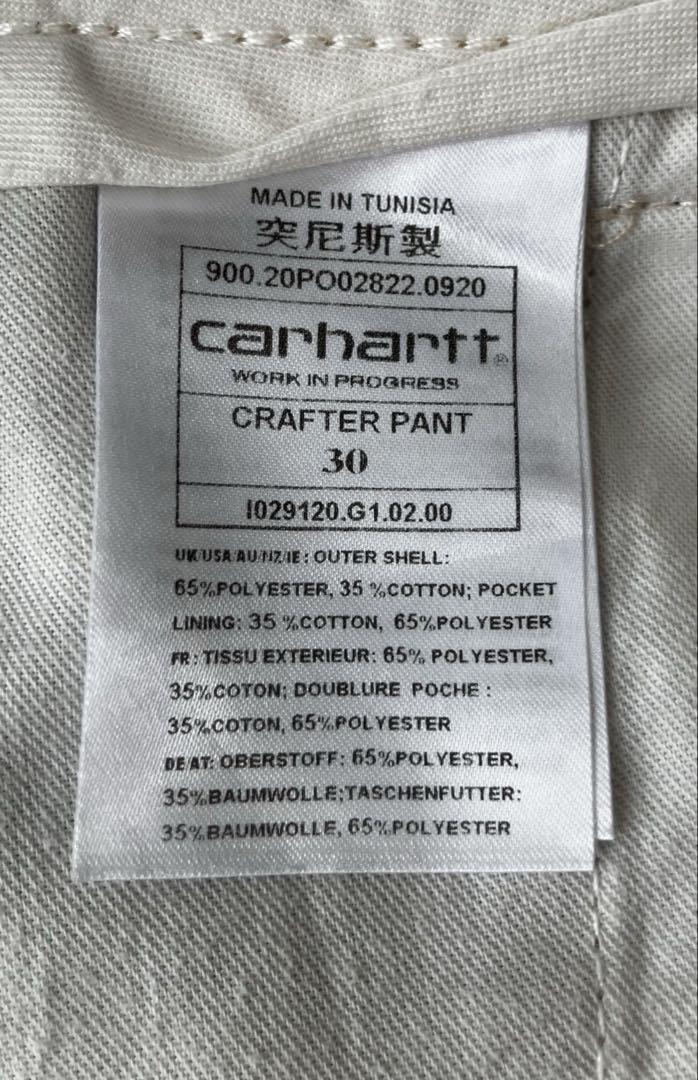 MADE IN TUNISIA
突尼斯製
900.20PO02822.0920
carhartt®
WORK IN PROGRESS
CRAFTER PANT
30
I029120.G1.02.00
UK/USA/AU/NZ/IE : OUTER SHELL:
65%POLYESTER, 35 %COTTON; POCKET
LINING: 35 %COTTON, 65%POLYESTER
FR : TISSU EXTERIEUR: 65% POLYESTER,
35%COTON; DOUBLURE POCHE :
35%COTON, 65%POLYESTER
DE AT: OBERSTOFF: 65%POLYESTER,
35%BAUMWOLLE;TASCHENFUTTER:
35%BAUMWOLLE, 65%POLYESTER